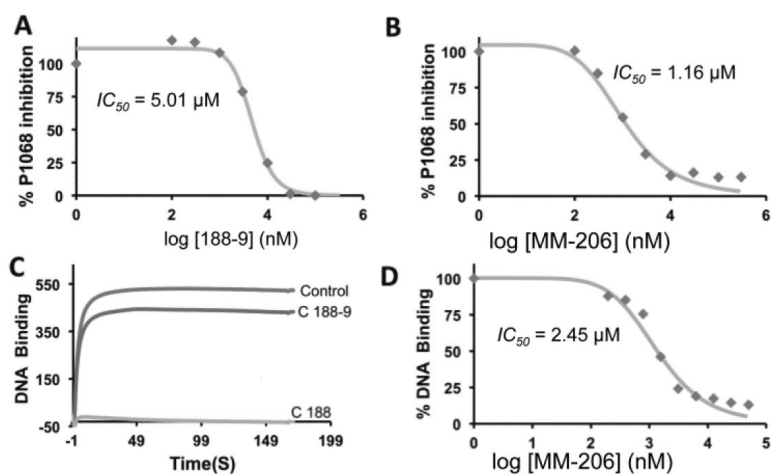 A
% P1068 inhibition
100
75
50
25
0
IC50 = 5.01 µM
0
2
4
6
log [188-9] (nM)
B
% P1068 inhibition
100
75
50
25
0
IC50 = 1.16 µM
0
2
4
6
log [MM-206] (nM)
C
DNA Binding
550
350
150
-50
Control
C 188-9
C 188
-1
49
99
149
199
Time(S)
D
% DNA Binding
100
75
50
25
0
IC50 = 2.45 µM
0
1
2
3
4
5
log [MM-206] (nM)